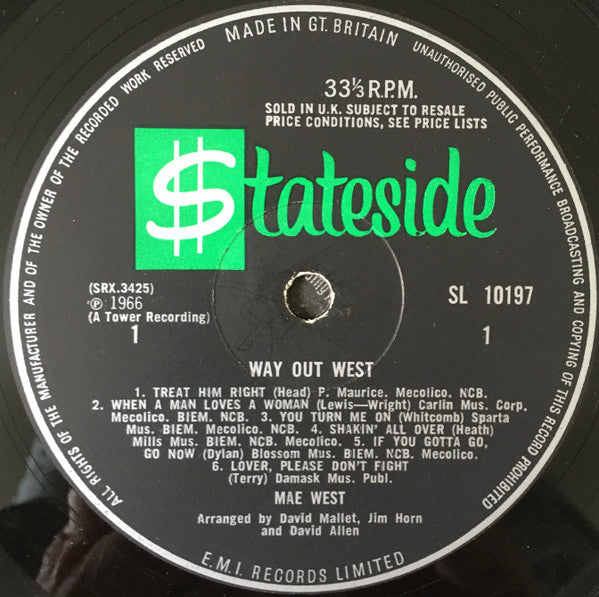 MADE IN GT. BRITAIN
UNAUTHORISED PUBLIC PERFORMANCE BROADCASTING AND COPYING OF THIS RECORD PROHIBITED
ALL RIGHTS OF THE MANUFACTURER AND OF THE OWNER OF THE RECORDED WORK RESERVED
33⅓ R.P.M.
SOLD IN U.K. SUBJECT TO RESALE
PRICE CONDITIONS, SEE PRICE LISTS
$tateside
(SRX.3425)
℗ 1966
(A Tower Recording)
1
SL 10197
1
WAY OUT WEST
1. TREAT HIM RIGHT (Head) P. Maurice. Mecolico. NCB.
2. WHEN A MAN LOVES A WOMAN (Lewis—Wright) Carlin Mus. Corp.
Mecolico. BIEM. NCB. 3. YOU TURN ME ON (Whitcomb) Sparta
Mus. BIEM. Mecolico. NCB. 4. SHAKIN' ALL OVER (Heath)
Mills Mus. BIEM. NCB. Mecolico. 5. IF YOU GOTTA GO,
GO NOW (Dylan) Blossom Mus. BIEM. NCB. Mecolico.
6. LOVER, PLEASE DON'T FIGHT
(Terry) Damask Mus. Publ.
MAE WEST
Arranged by David Mallet, Jim Horn
and David Allen
E.M.I. RECORDS LIMITED